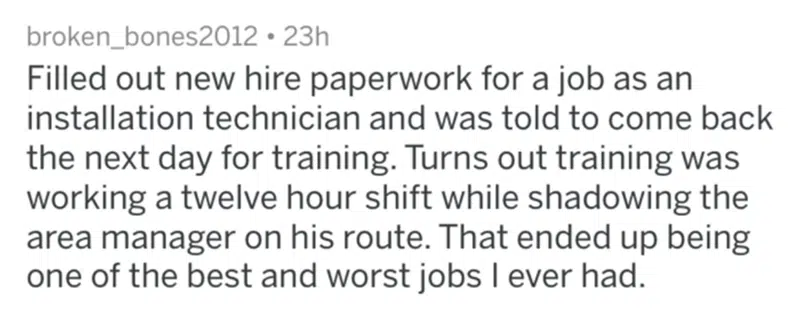 broken_bones2012 • 23h
Filled out new hire paperwork for a job as an
installation technician and was told to come back
the next day for training. Turns out training was
working a twelve hour shift while shadowing the
area manager on his route. That ended up being
one of the best and worst jobs I ever had.